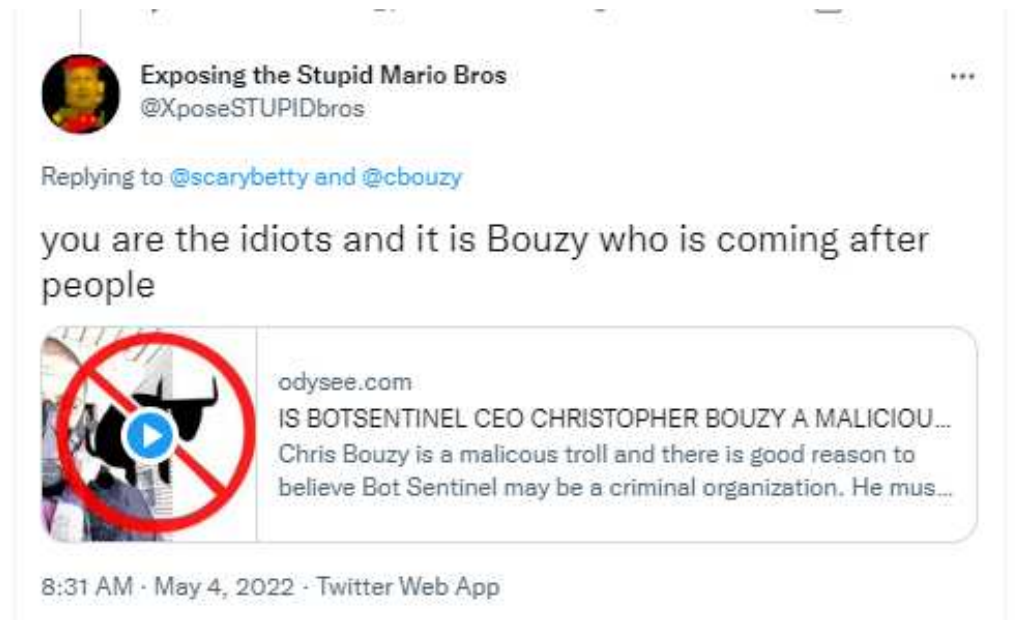 Exposing the Stupid Mario Bros
@XposeSTUPIDbros
Replying to @scarybetty and @cbouzy
you are the idiots and it is Bouzy who is coming after
people
odysee.com
IS BOTSENTINEL CEO CHRISTOPHER BOUZY A MALICIOU...
Chris Bouzy is a malicous troll and there is good reason to
believe Bot Sentinel may be a criminal organization. He mus...
8:31 AM · May 4, 2022 · Twitter Web App